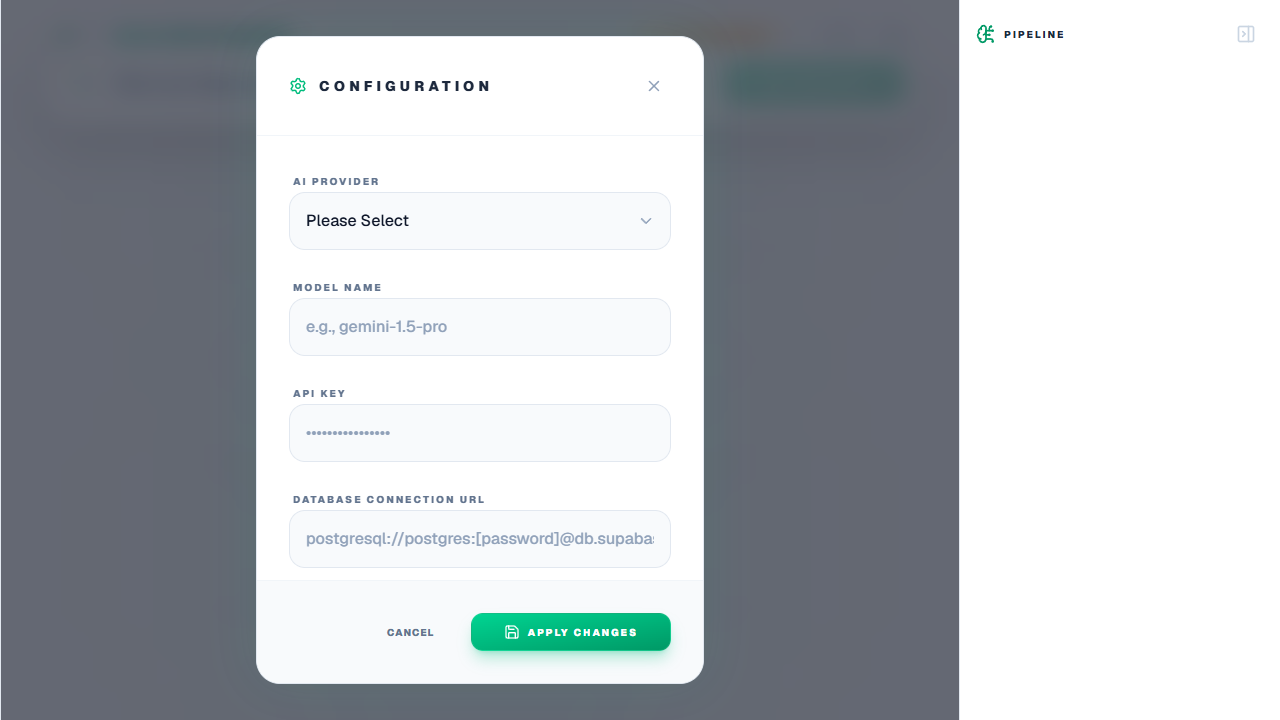 CONFIGURATION
AI PROVIDER
Please Select
MODEL NAME
e.g., gemini-1.5-pro
API KEY
••••••••••••••••
DATABASE CONNECTION URL
postgresql://postgres:[password]@db.supaba
CANCEL
APPLY CHANGES
PIPELINE